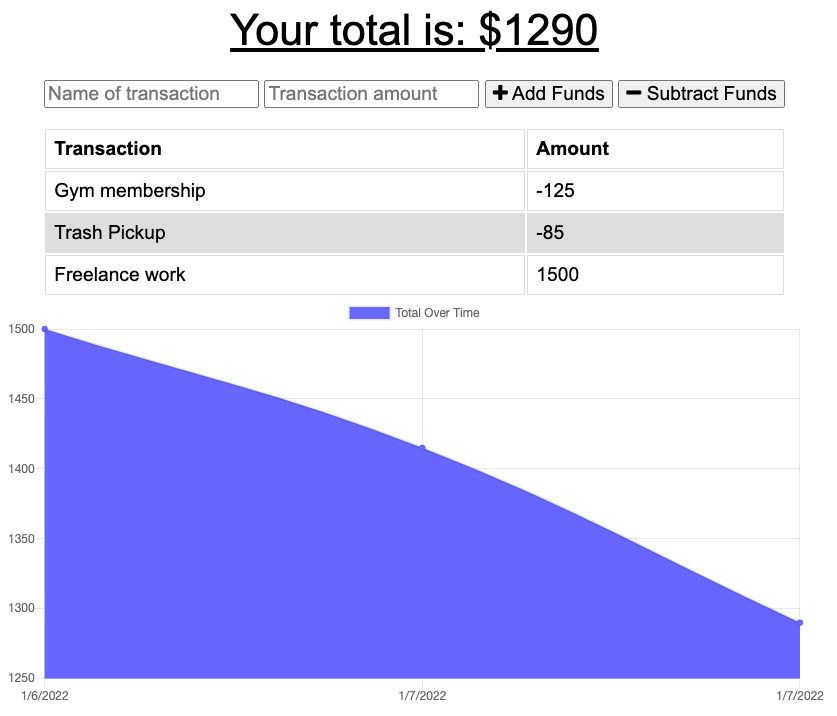 Your total is: $1290
Name of transaction Transaction amount + Add Funds − Subtract Funds
Transaction Amount
Gym membership -125
Trash Pickup -85
Freelance work 1500
Total Over Time
1500
1450
1400
1350
1300
1250
1/6/2022 1/7/2022 1/7/2022